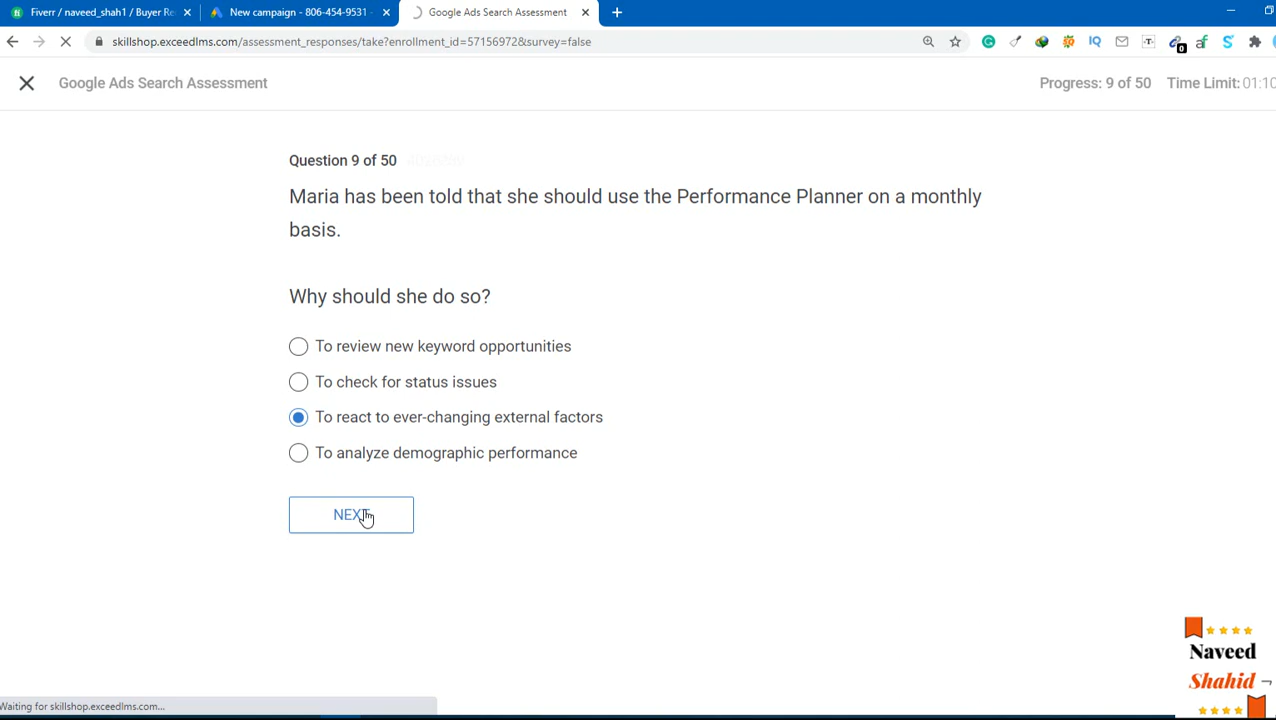 Fiverr / naveed_shah1 / Buyer Re
New campaign - 806-454-9531 -
Google Ads Search Assessment
skillshop.exceedlms.com/assessment_responses/take?enrollment_id=57156972&survey=false
Google Ads Search Assessment
Progress: 9 of 50 Time Limit: 01:10
Question 9 of 50
Maria has been told that she should use the Performance Planner on a monthly
basis.
Why should she do so?
To review new keyword opportunities
To check for status issues
To react to ever-changing external factors
To analyze demographic performance
NEXT
Naveed
Shahid
Waiting for skillshop.exceedlms.com...